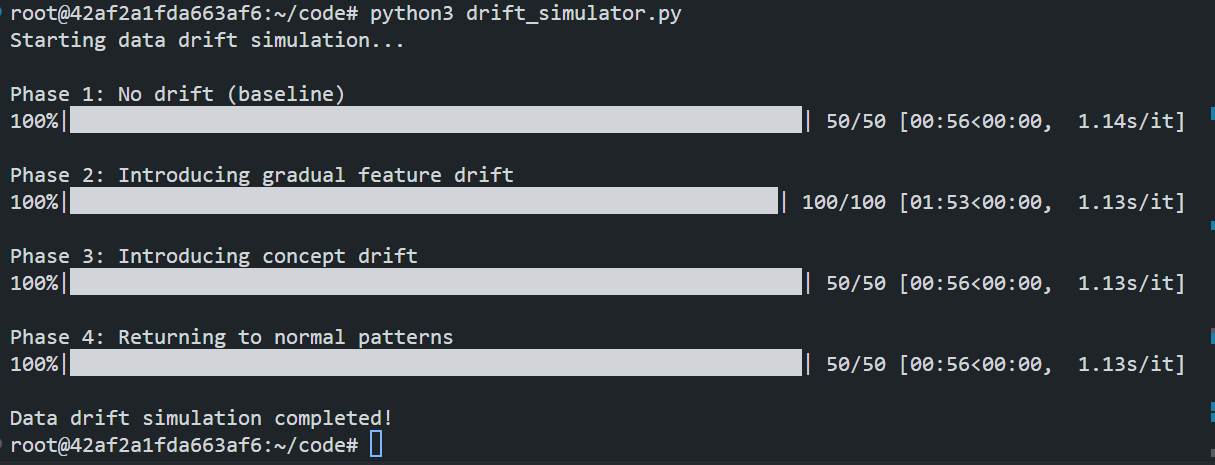 root@42af2a1fda663af6:~/code# python3 drift_simulator.py
Starting data drift simulation...
Phase 1: No drift (baseline)
100%|██████████| 50/50 [00:56<00:00,  1.14s/it]
Phase 2: Introducing gradual feature drift
100%|██████████| 100/100 [01:53<00:00,  1.13s/it]
Phase 3: Introducing concept drift
100%|██████████| 50/50 [00:56<00:00,  1.13s/it]
Phase 4: Returning to normal patterns
100%|██████████| 50/50 [00:56<00:00,  1.13s/it]
Data drift simulation completed!
root@42af2a1fda663af6:~/code#